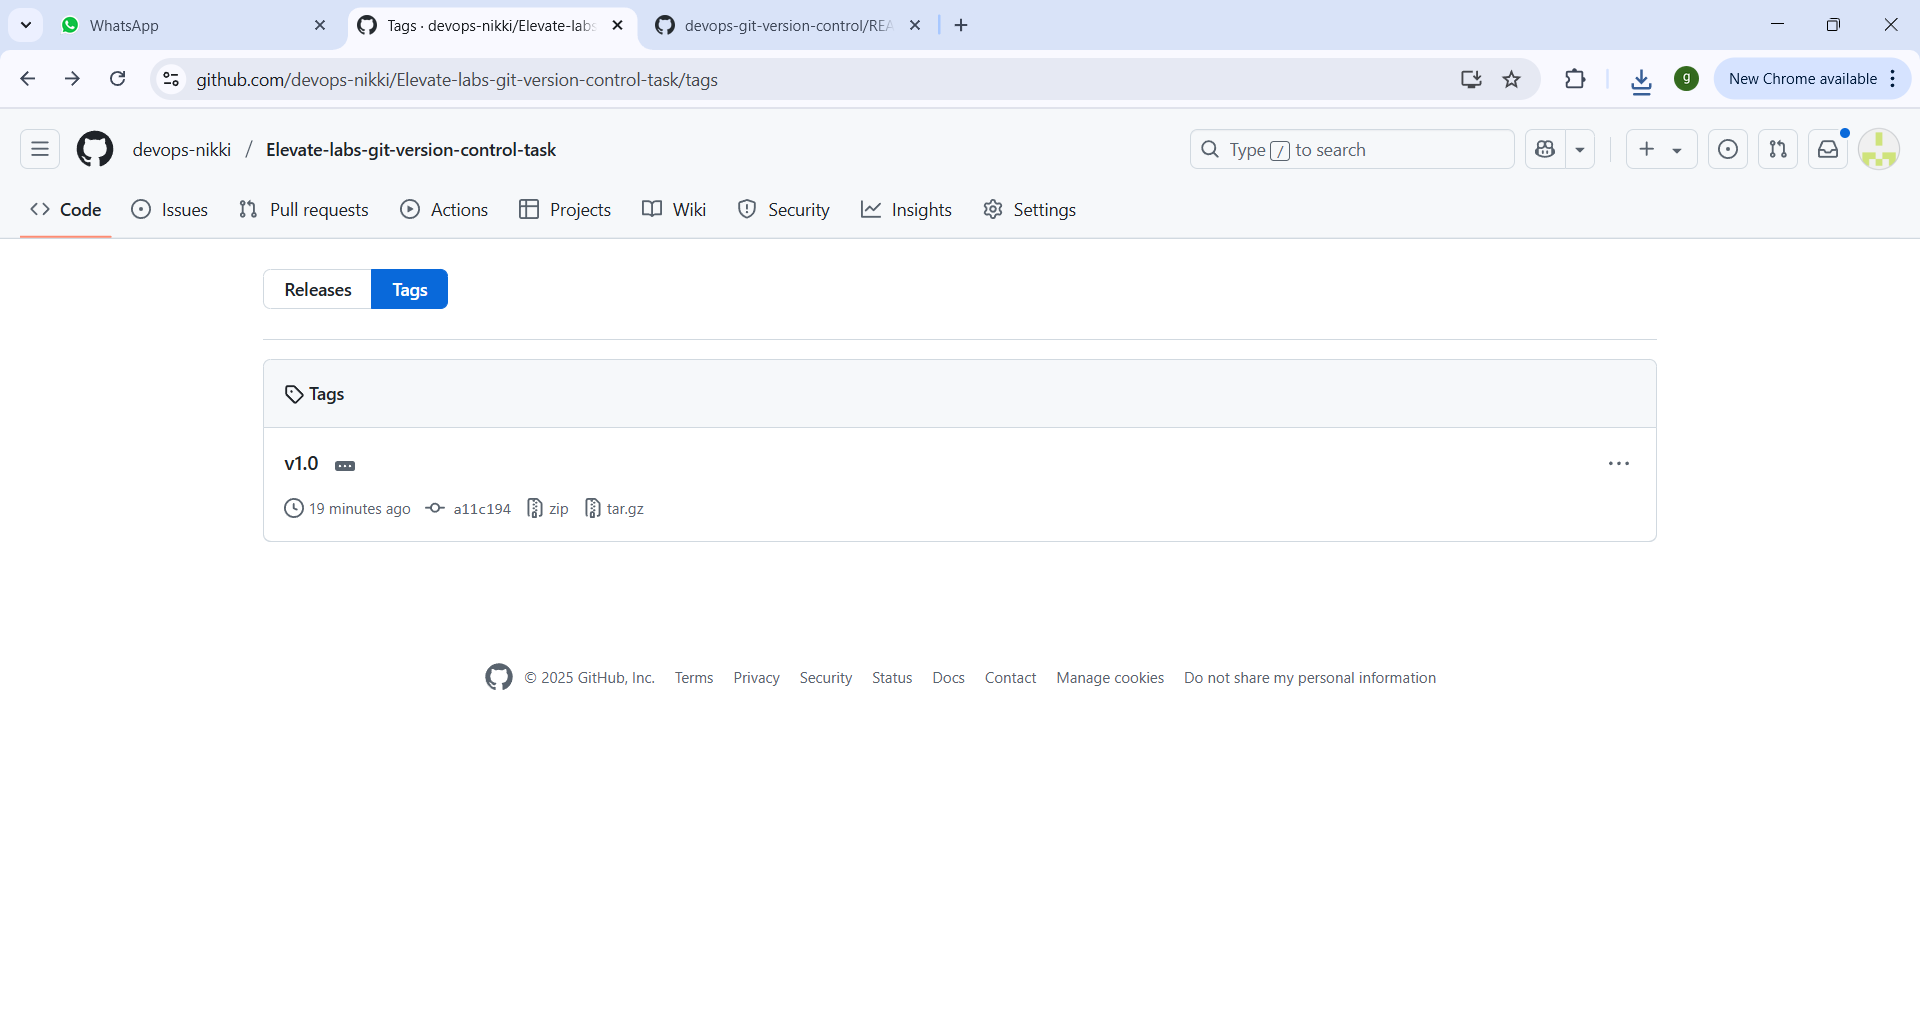 WhatsApp
Tags · devops-nikki/Elevate-labs
devops-git-version-control/REA
github.com/devops-nikki/Elevate-labs-git-version-control-task/tags
g
New Chrome available
devops-nikki / Elevate-labs-git-version-control-task
Type / to search
Code
Issues
Pull requests
Actions
Projects
Wiki
Security
Insights
Settings
Releases
Tags
Tags
v1.0
19 minutes ago
a11c194
zip
tar.gz
© 2025 GitHub, Inc.
Terms
Privacy
Security
Status
Docs
Contact
Manage cookies
Do not share my personal information